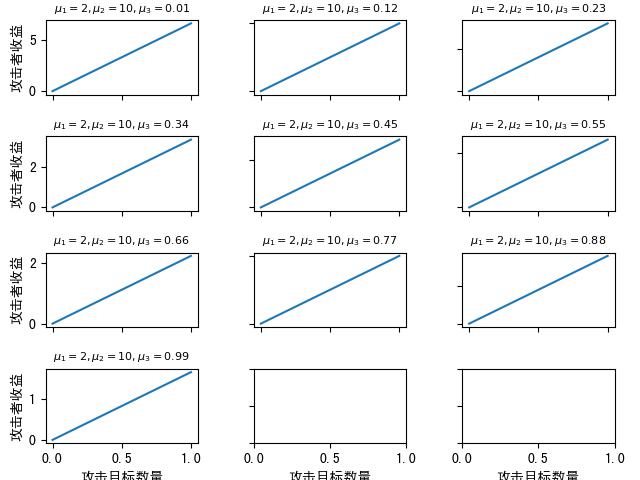 μ₁ = 2, μ₂ = 10, μ₃ = 0.01
μ₁ = 2, μ₂ = 10, μ₃ = 0.12
μ₁ = 2, μ₂ = 10, μ₃ = 0.23
攻击者收益
5
0
μ₁ = 2, μ₂ = 10, μ₃ = 0.34
μ₁ = 2, μ₂ = 10, μ₃ = 0.45
μ₁ = 2, μ₂ = 10, μ₃ = 0.55
攻击者收益
2
0
μ₁ = 2, μ₂ = 10, μ₃ = 0.66
μ₁ = 2, μ₂ = 10, μ₃ = 0.77
μ₁ = 2, μ₂ = 10, μ₃ = 0.88
攻击者收益
2
0
μ₁ = 2, μ₂ = 10, μ₃ = 0.99
攻击者收益
1
0
0.0 0.5 1.0
0.0 0.5 1.0
0.0 0.5 1.0
攻击目标数量
攻击目标数量
攻击目标数量